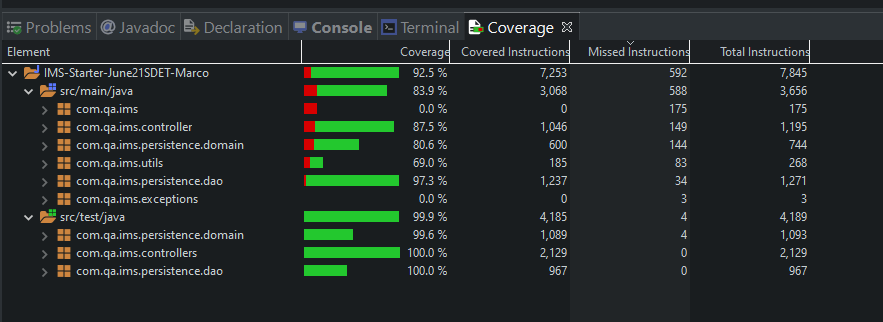 Problems @ Javadoc Declaration Console Terminal Coverage
Element Coverage Covered Instructions Missed Instructions Total Instructions
IMS-Starter-June21SDET-Marco 92.5 % 7,253 592 7,845
src/main/java 83.9 % 3,068 588 3,656
com.qa.ims 0.0 % 0 175 175
com.qa.ims.controller 87.5 % 1,046 149 1,195
com.qa.ims.persistence.domain 80.6 % 600 144 744
com.qa.ims.utils 69.0 % 185 83 268
com.qa.ims.persistence.dao 97.3 % 1,237 34 1,271
com.qa.ims.exceptions 0.0 % 0 3 3
src/test/java 99.9 % 4,185 4 4,189
com.qa.ims.persistence.domain 99.6 % 1,089 4 1,093
com.qa.ims.controllers 100.0 % 2,129 0 2,129
com.qa.ims.persistence.dao 100.0 % 967 0 967